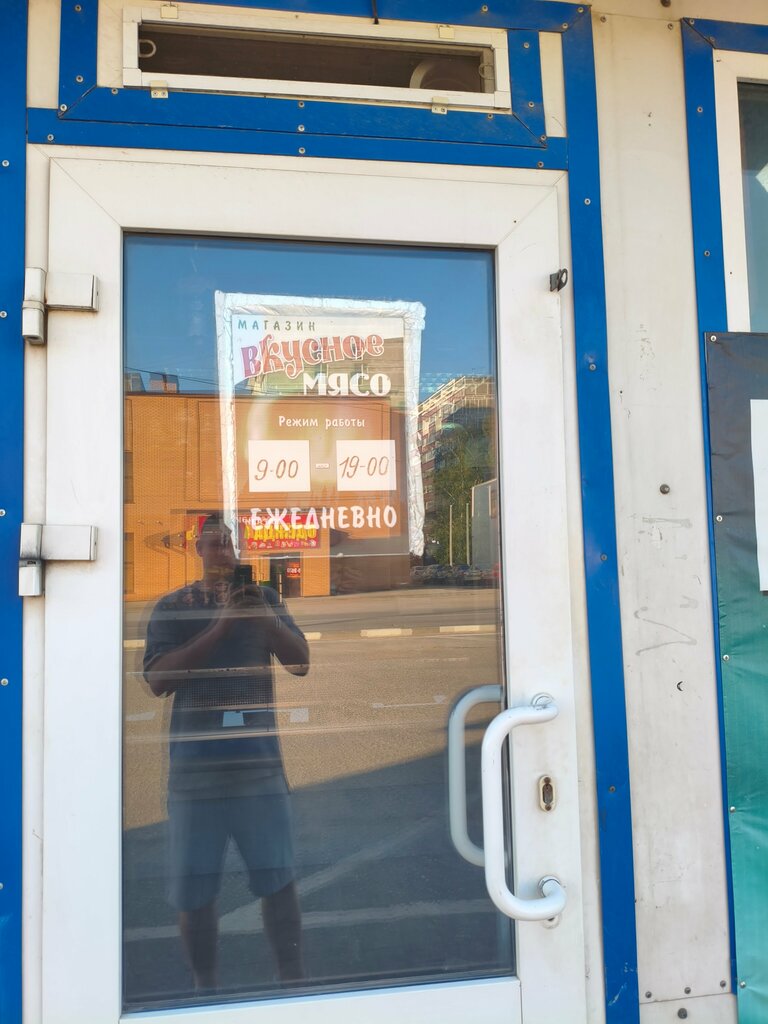 МАГАЗИН
Вкусное
мясо
Режим работы
9-00 - 19-00
ЕЖЕДНЕВНО